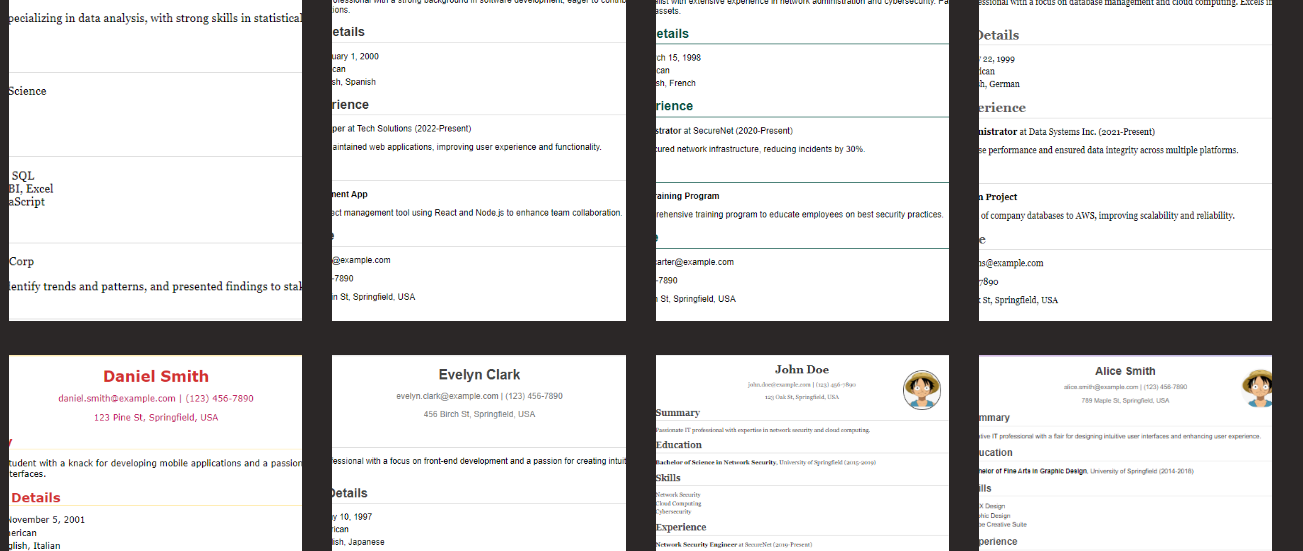 pecializing in data analysis, with strong skills in statistical
Science
SQL
BI, Excel
aScript
Corp
dentify trends and patterns, and presented findings to stak
ofessional with a strong background in software development, eager to contrib
ions.
etails
uary 1, 2000
can
sh, Spanish
rience
per at Tech Solutions (2022-Present)
aintained web applications, improving user experience and functionality.
ment App
ect management tool using React and Node.js to enhance team collaboration.
e
@example.com
-7890
in St, Springfield, USA
alist with extensive experience in network administration and cybersecurity. Pa
assets.
etails
rch 15, 1998
can
sh, French
rience
strator at SecureNet (2020-Present)
ured network infrastructure, reducing incidents by 30%.
raining Program
rehensive training program to educate employees on best security practices.
arter@example.com
-7890
n St, Springfield, USA
fessional with a focus on database management and cloud computing. Excels in
Details
22, 1999
ican
h, German
erience
nistrator at Data Systems Inc. (2021-Present)
se performance and ensured data integrity across multiple platforms.
n Project
of company databases to AWS, improving scalability and reliability.
e
ns@example.com
7890
St, Springfield, USA
Daniel Smith
daniel.smith@example.com | (123) 456-7890
123 Pine St, Springfield, USA
y
tudent with a knack for developing mobile applications and a passion
terfaces.
Details
November 5, 2001
erican
glish, Italian
Evelyn Clark
evelyn.clark@example.com | (123) 456-7890
456 Birch St, Springfield, USA
fessional with a focus on front-end development and a passion for creating intuit
Details
y 10, 1997
rican
lish, Japanese
John Doe
john.doe@example.com | (123) 456-7890
123 Oak St, Springfield, USA
Summary
Passionate IT professional with expertise in network security and cloud computing.
Education
Bachelor of Science in Network Security, University of Springfield (2015-2019)
Skills
Network Security
Cloud Computing
Cybersecurity
Experience
Network Security Engineer at SecureNet (2019-Present)
Alice Smith
alice.smith@example.com | (123) 456-7890
789 Maple St, Springfield, USA
mmary
ative IT professional with a flair for designing intuitive user interfaces and enhancing user experience.
ucation
helor of Fine Arts in Graphic Design, University of Springfield (2014-2018)
ills
X Design
phic Design
be Creative Suite
perience